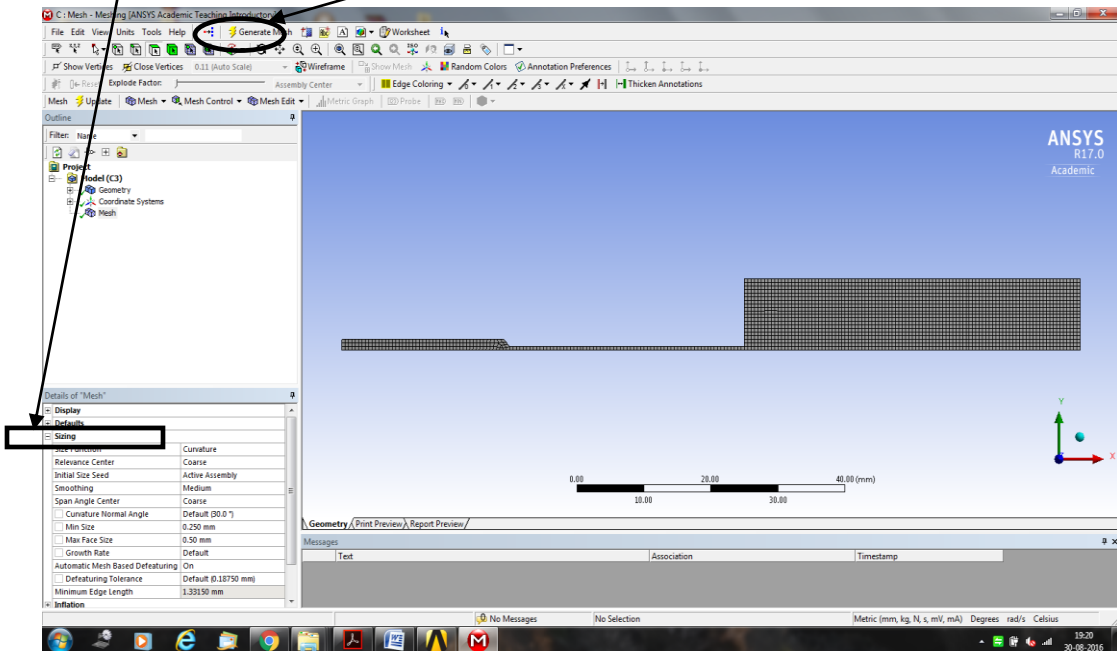 C : Mesh - Meshing [ANSYS Academic Teaching Introductory]
File Edit View Units Tools Help Generate Mesh Worksheet
Show Vertices Close Vertices 0.11 (Auto Scale) Wireframe Show Mesh Random Colors Annotation Preferences
Reset Explode Factor: Assembly Center Edge Coloring Thicken Annotations
Mesh Update Mesh Mesh Control Mesh Edit Metric Graph Probe
Outline
Filter: Name
Project
Model (C3)
Geometry
Coordinate Systems
Mesh
ANSYS
R17.0
Academic
Details of "Mesh"
Display
Defaults
Sizing
Size Function Curvature
Relevance Center Coarse
Initial Size Seed Active Assembly
Smoothing Medium
Span Angle Center Coarse
Curvature Normal Angle Default (30.0 °)
Min Size 0.250 mm
Max Face Size 0.50 mm
Growth Rate Default
Automatic Mesh Based Defeaturing On
Defeaturing Tolerance Default (0.18750 mm)
Minimum Edge Length 1.33150 mm
Inflation
Y
X
0.00 20.00 40.00 (mm)
10.00 30.00
Geometry Print Preview Report Preview
Messages
Text Association Timestamp
No Messages No Selection Metric (mm, kg, N, s, mV, mA) Degrees rad/s Celsius
19:20
30-08-2016